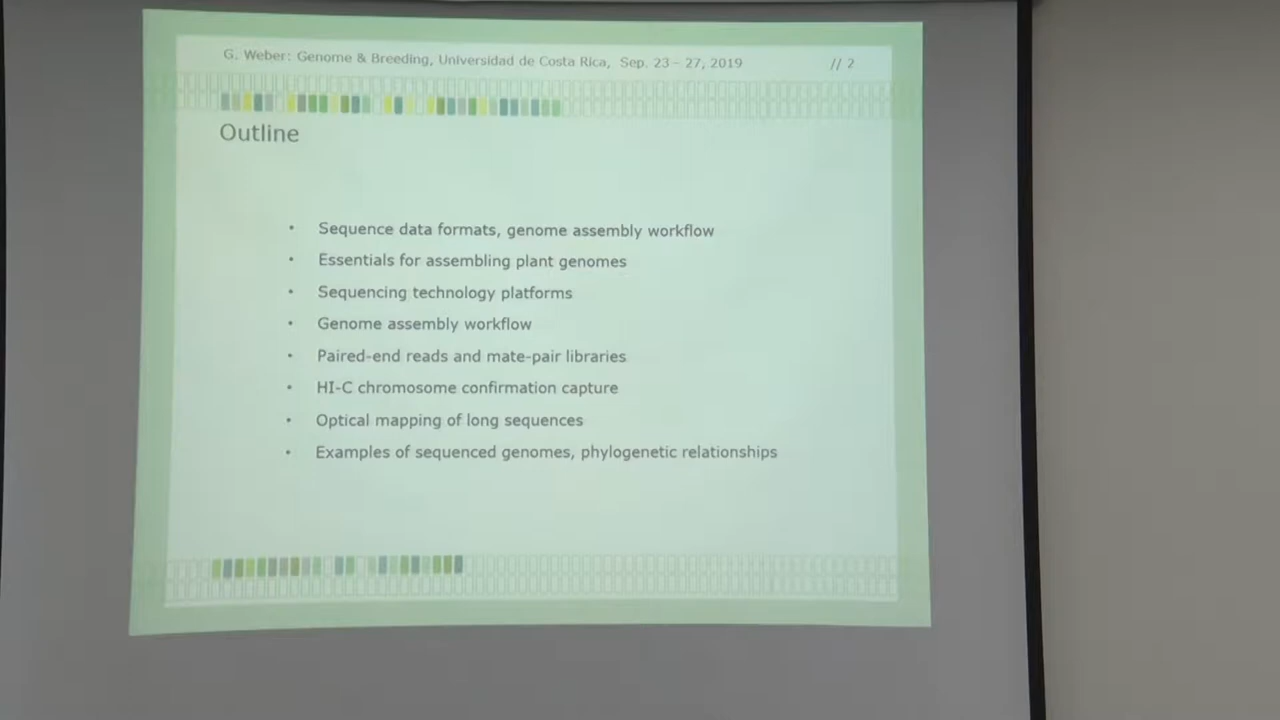 G. Weber: Genome & Breeding, Universidad de Costa Rica, Sep. 23 – 27, 2019 // 2
Outline
• Sequence data formats, genome assembly workflow
• Essentials for assembling plant genomes
• Sequencing technology platforms
• Genome assembly workflow
• Paired-end reads and mate-pair libraries
• HI-C chromosome confirmation capture
• Optical mapping of long sequences
• Examples of sequenced genomes, phylogenetic relationships